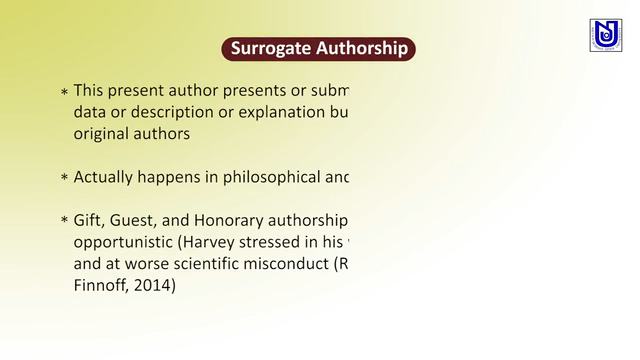 Surrogate Authorship
* This present author presents or subm
data or description or explanation bu
original authors
* Actually happens in philosophical and
* Gift, Guest, and Honorary authorship
opportunistic (Harvey stressed in his
and at worse scientific misconduct (R
Finnoff, 2014)